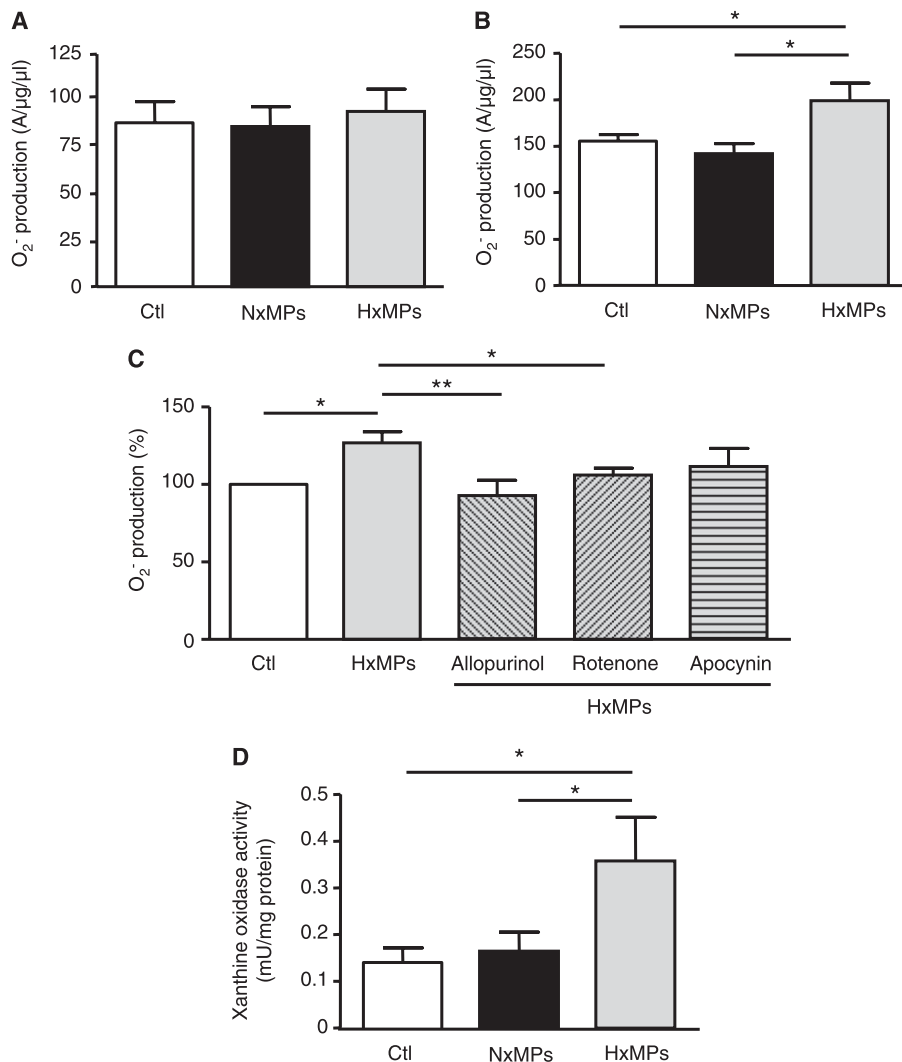 A
O₂⁻ production (A/µg/µl)
125
100
75
50
25
0
Ctl
NxMPs
HxMPs
B
*
*
O₂⁻ production (A/µg/µl)
250
200
150
100
50
0
Ctl
NxMPs
HxMPs
C
*
**
*
O₂⁻ production (%)
150
100
50
0
Ctl
HxMPs
Allopurinol
Rotenone
Apocynin
HxMPs
D
*
*
Xanthine oxidase activity
(mU/mg protein)
0.5
0.4
0.3
0.2
0.1
0
Ctl
NxMPs
HxMPs